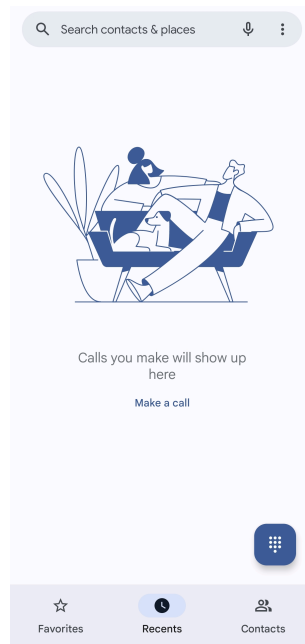 Search contacts & places
Calls you make will show up
here
Make a call
Favorites
Recents
Contacts